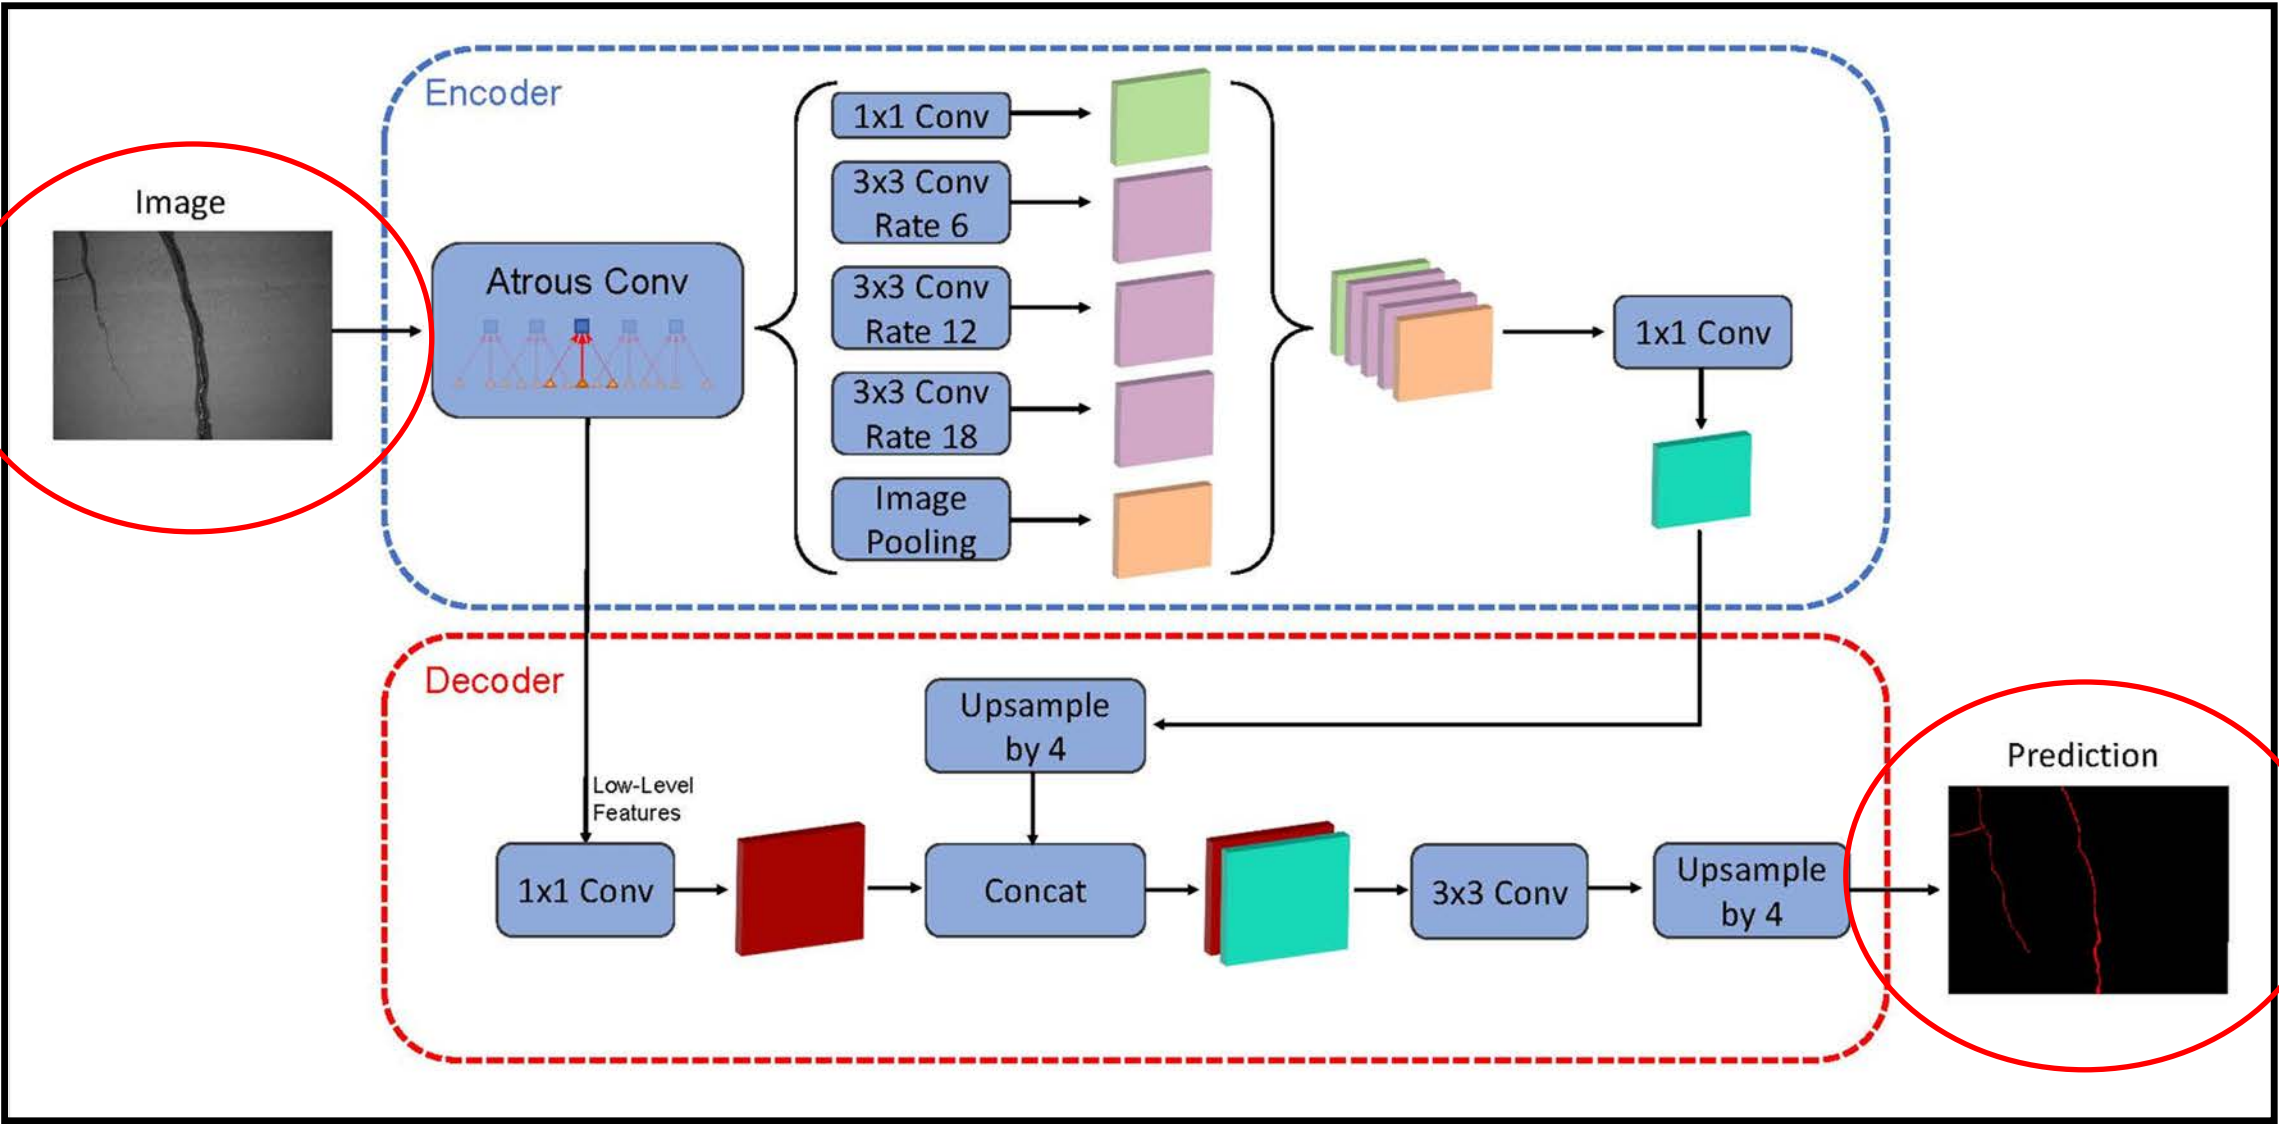 Encoder
Image
Atrous Conv
1x1 Conv
3x3 Conv
Rate 6
3x3 Conv
Rate 12
3x3 Conv
Rate 18
Image
Pooling
1x1 Conv
Decoder
Low-Level
Features
1x1 Conv
Upsample
by 4
Concat
3x3 Conv
Upsample
by 4
Prediction